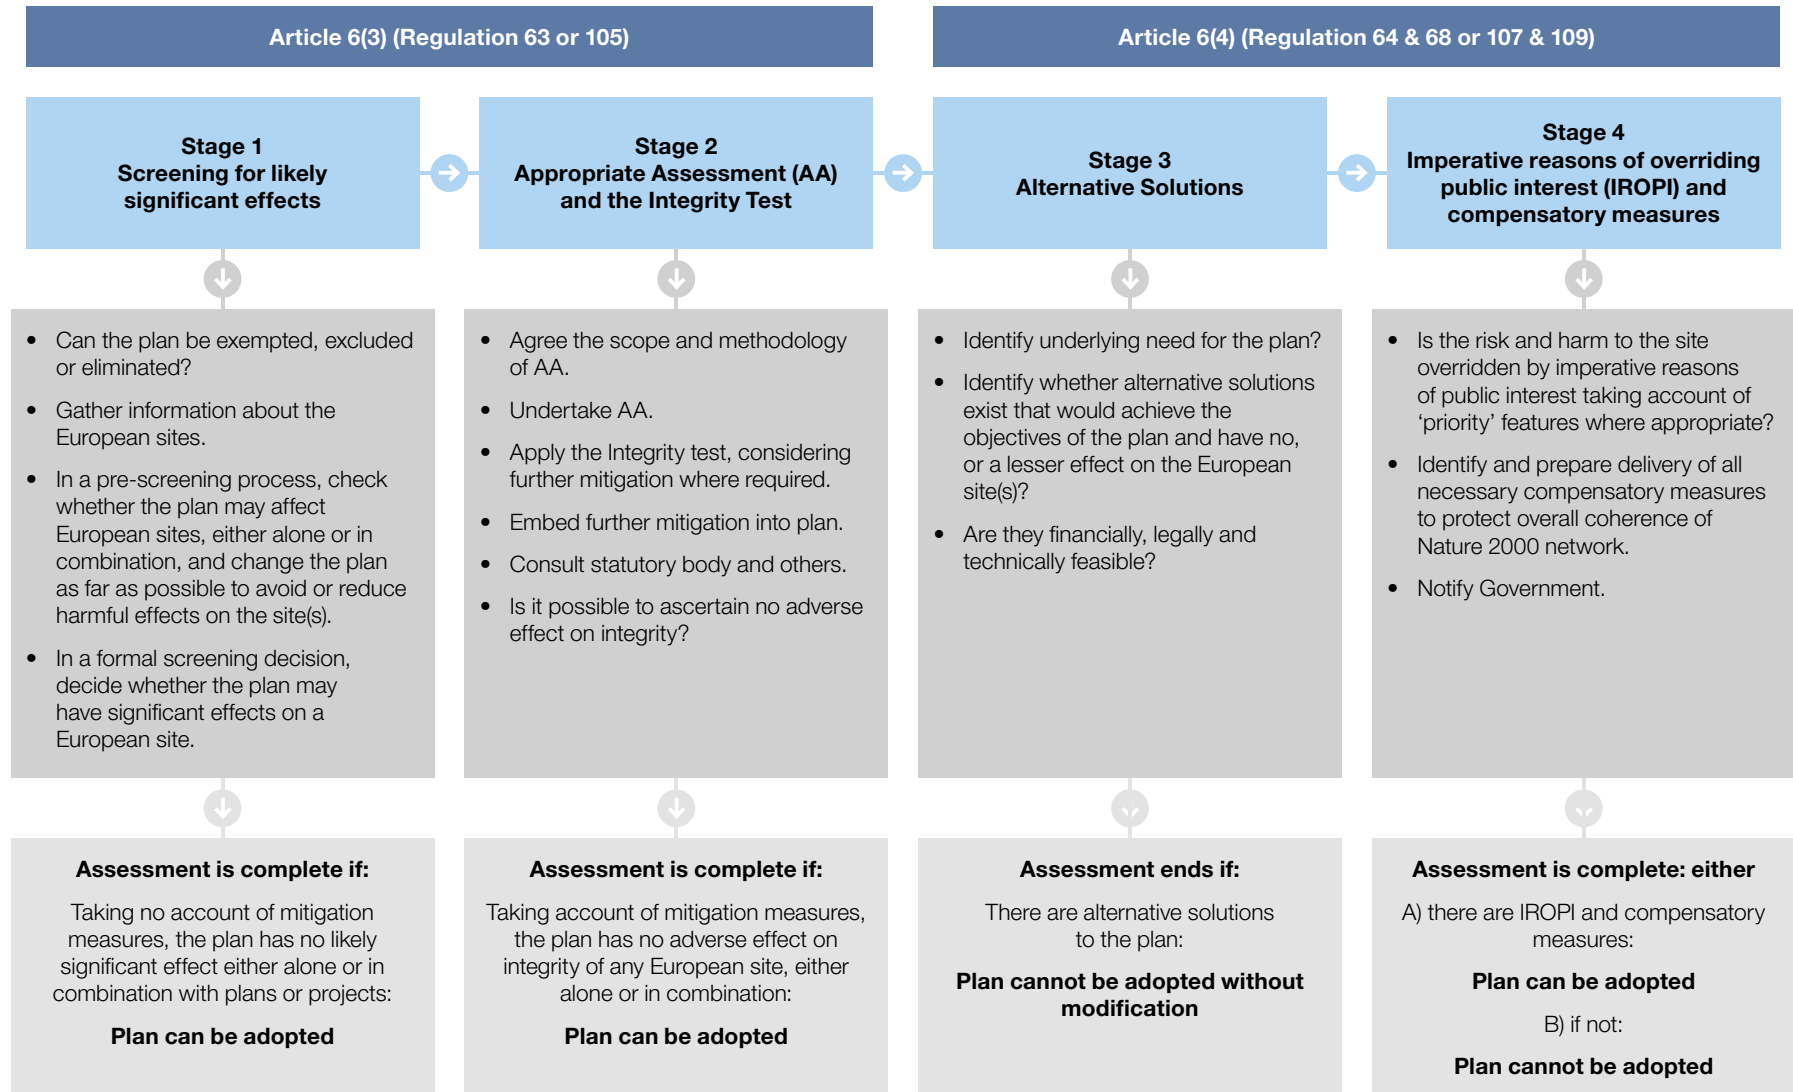 Article 6(3) (Regulation 63 or 105)
Article 6(4) (Regulation 64 & 68 or 107 & 109)
Stage 1
Screening for likely
significant effects
Stage 2
Appropriate Assessment (AA)
and the Integrity Test
Stage 3
Alternative Solutions
Stage 4
Imperative reasons of overriding
public interest (IROPI) and
compensatory measures
• Can the plan be exempted, excluded
or eliminated?
• Gather information about the
European sites.
• In a pre-screening process, check
whether the plan may affect
European sites, either alone or in
combination, and change the plan
as far as possible to avoid or reduce
harmful effects on the site(s).
• In a formal screening decision,
decide whether the plan may
have significant effects on a
European site.
• Agree the scope and methodology
of AA.
• Undertake AA.
• Apply the Integrity test, considering
further mitigation where required.
• Embed further mitigation into plan.
• Consult statutory body and others.
• Is it possible to ascertain no adverse
effect on integrity?
• Identify underlying need for the plan?
• Identify whether alternative solutions
exist that would achieve the
objectives of the plan and have no,
or a lesser effect on the European
site(s)?
• Are they financially, legally and
technically feasible?
• Is the risk and harm to the site
overridden by imperative reasons
of public interest taking account of
‘priority’ features where appropriate?
• Identify and prepare delivery of all
necessary compensatory measures
to protect overall coherence of
Nature 2000 network.
• Notify Government.
Assessment is complete if:
Taking no account of mitigation
measures, the plan has no likely
significant effect either alone or in
combination with plans or projects:
Plan can be adopted
Assessment is complete if:
Taking account of mitigation measures,
the plan has no adverse effect on
integrity of any European site, either
alone or in combination:
Plan can be adopted
Assessment ends if:
There are alternative solutions
to the plan:
Plan cannot be adopted without
modification
Assessment is complete: either
A) there are IROPI and compensatory
measures:
Plan can be adopted
B) if not:
Plan cannot be adopted